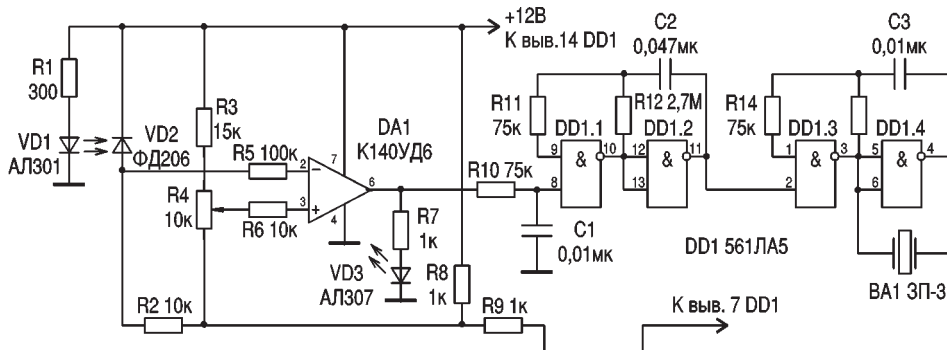 +12В
К выв.14 DD1
C2
0,047мк
C3
0,01мк
R1
300
R3
15к
R11
75к
R12 2,7М
R14
75к
VD1
АЛ301
VD2
ФД206
R5 100к
DA1
К140УД6
DD1.1
DD1.2
DD1.3
DD1.4
2
7
–
6
3
+
4
9
&
10
12
&
11
1
&
3
5
&
4
8
13
2
6
R4
10к
R6 10к
R10 75к
R7
1к
C1
0,01мк
DD1 561ЛА5
VD3
АЛ307
R8
1к
ВА1 ЗП-3
R2 10к
R9 1к
К выв. 7 DD1